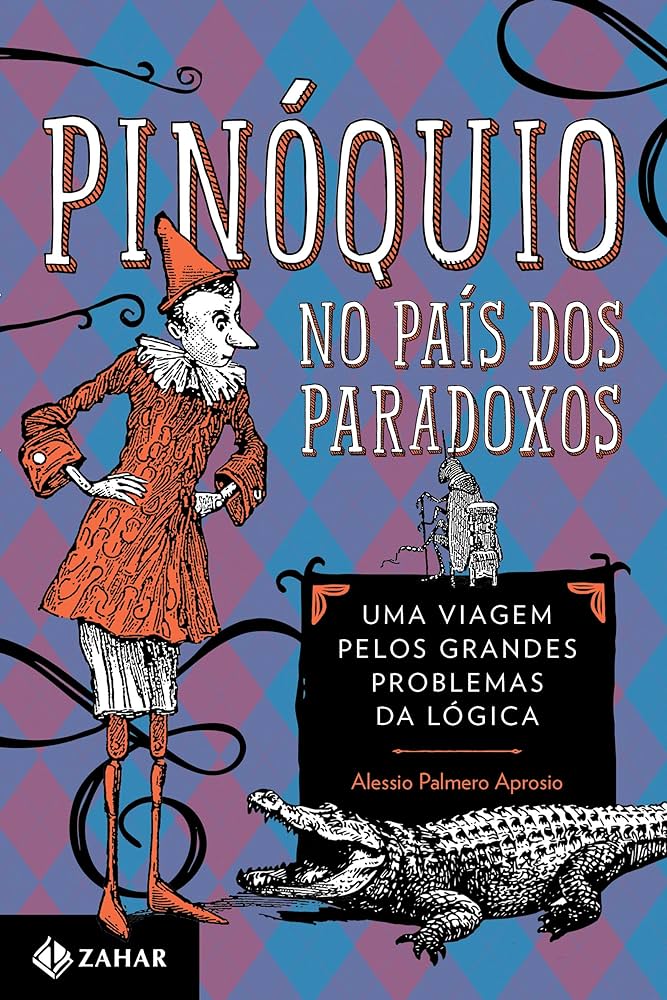 PINÓQUIO
NO PAÍS DOS
PARADOXOS
UMA VIAGEM
PELOS GRANDES
PROBLEMAS
DA LÓGICA
Alessio Palmero Aprosio
ZAHAR